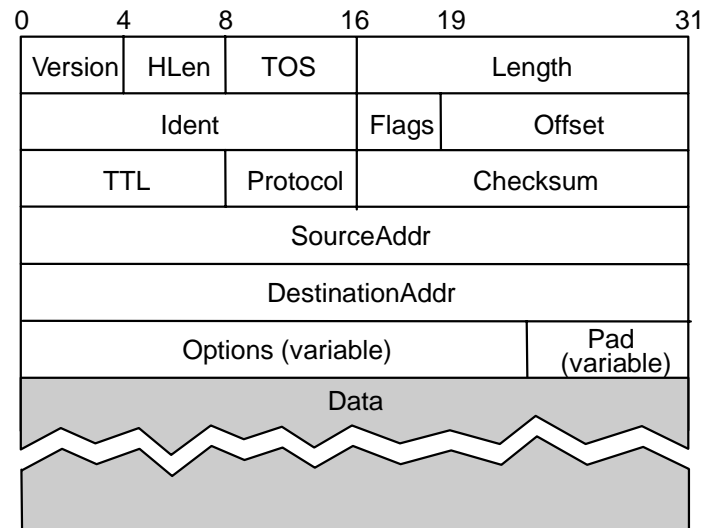 0 4 8 16 19 31
Version HLen TOS Length
Ident Flags Offset
TTL Protocol Checksum
SourceAddr
DestinationAddr
Options (variable) Pad
(variable)
Data